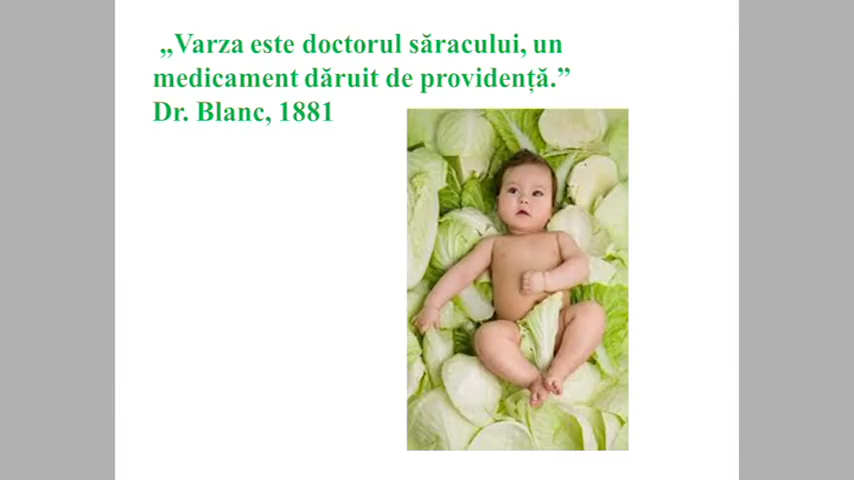 „Varza este doctorul săracului, un
medicament dăruit de providență.”
Dr. Blanc, 1881